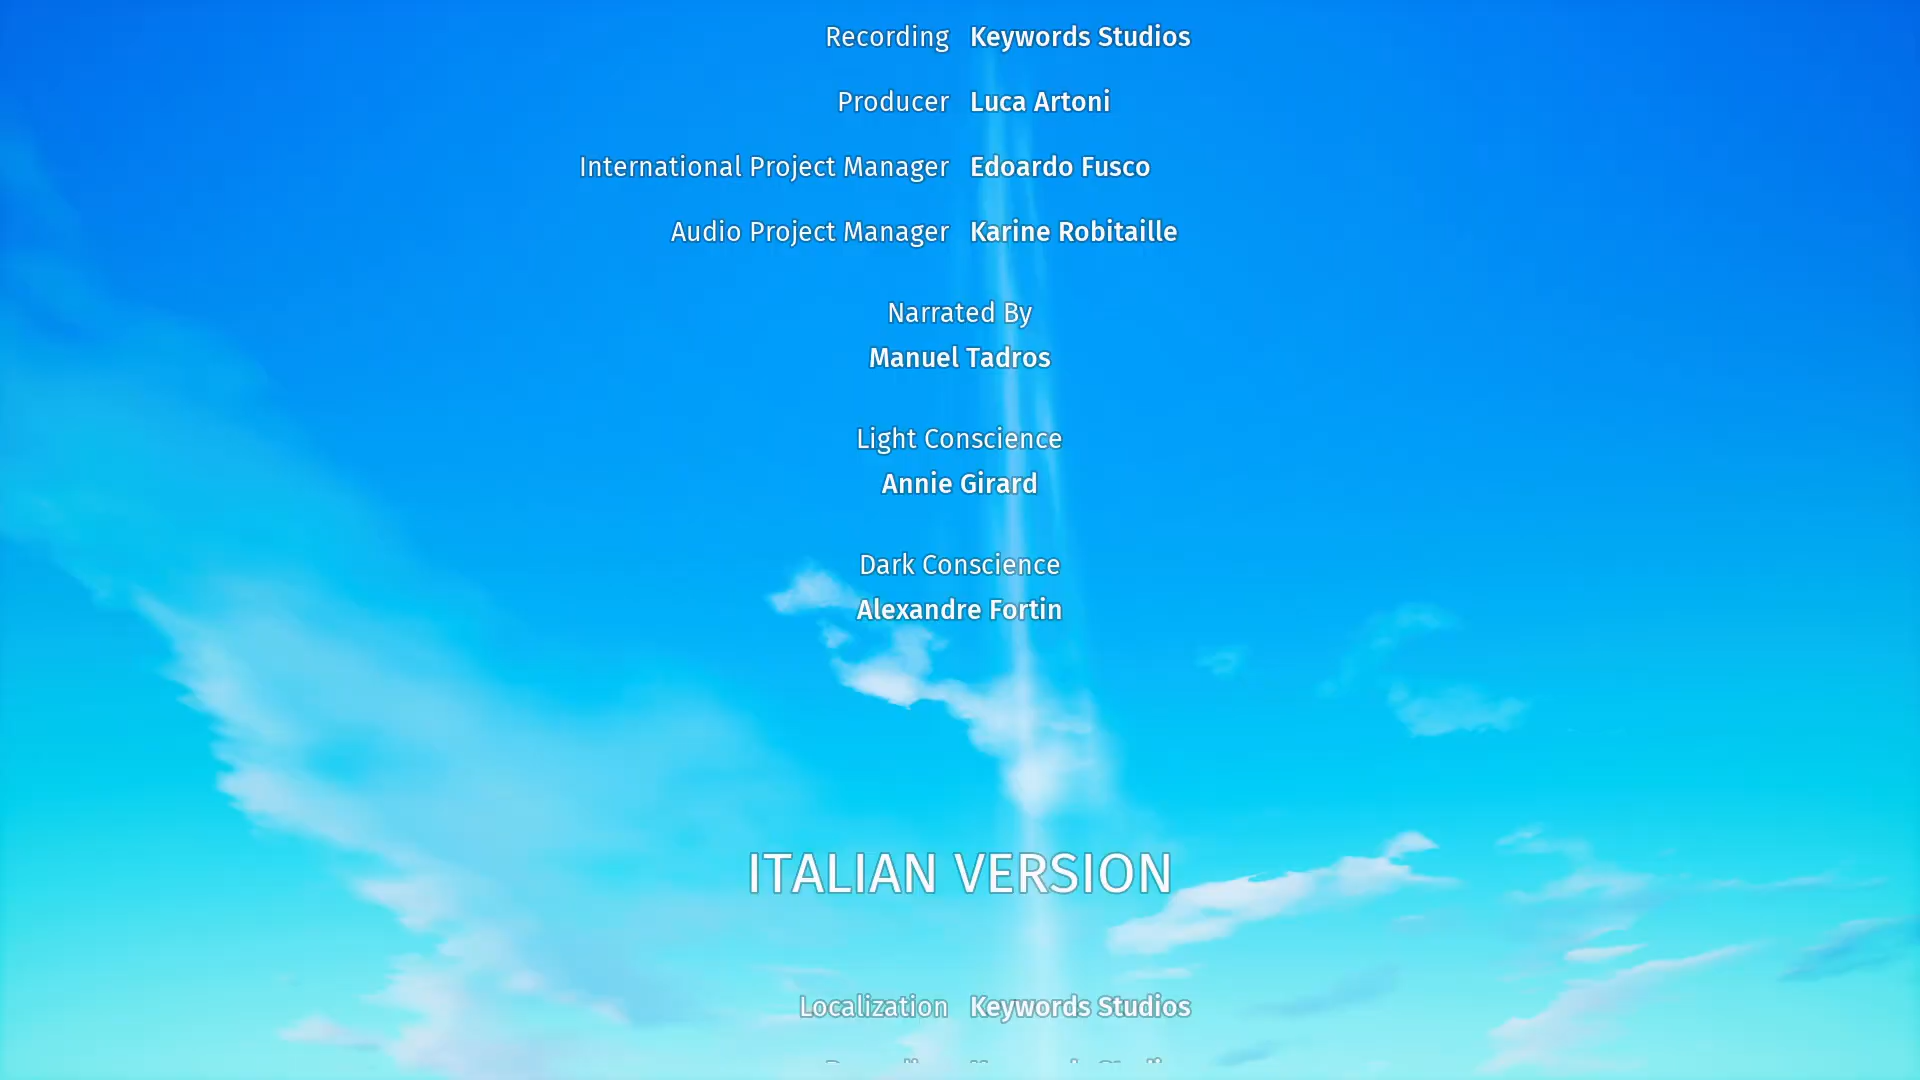 Recording Keywords Studios
Producer Luca Artoni
International Project Manager Edoardo Fusco
Audio Project Manager Karine Robitaille
Narrated By
Manuel Tadros
Light Conscience
Annie Girard
Dark Conscience
Alexandre Fortin
ITALIAN VERSION
Localization Keywords Studios